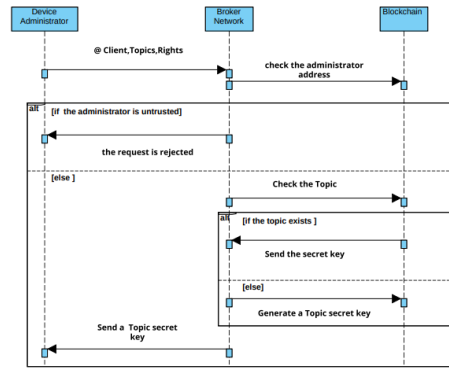 Device
Administrator
Broker
Network
Blockchain
@ Client,Topics,Rights
check the administrator
address
alt
[if the administrator is untrusted]
the request is rejected
[else ]
Check the Topic
alt
[if the topic exists ]
Send the secret key
[else]
Generate a Topic secret key
Send a Topic secret
key